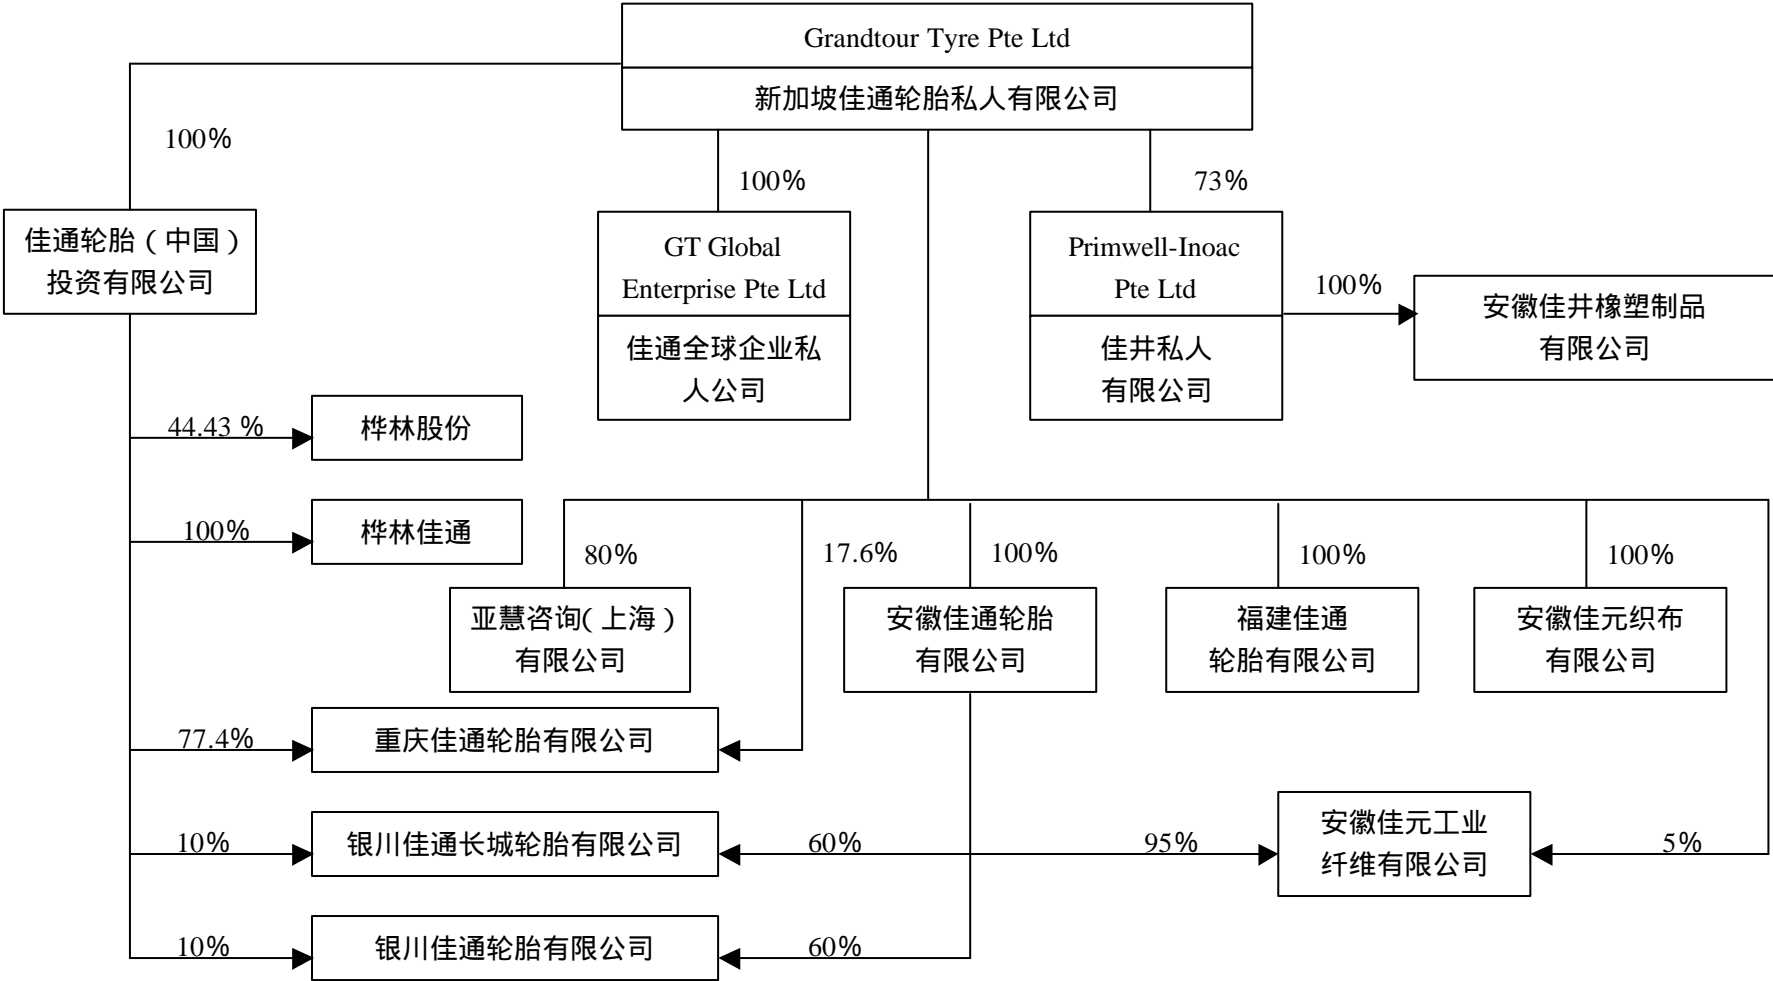 Grandtour Tyre Pte Ltd
新加坡佳通轮胎私人有限公司
100%
100%
73%
佳通轮胎（中国）
投资有限公司
GT Global
Enterprise Pte Ltd
佳通全球企业私
人公司
Primwell-Inoac
Pte Ltd
佳井私人
有限公司
100%
安徽佳井橡塑制品
有限公司
44.43 %
桦林股份
100%
桦林佳通
80%
17.6%
100%
100%
100%
亚慧咨询（上海）
有限公司
安徽佳通轮胎
有限公司
福建佳通
轮胎有限公司
安徽佳元织布
有限公司
77.4%
重庆佳通轮胎有限公司
10%
银川佳通长城轮胎有限公司
60%
95%
安徽佳元工业
纤维有限公司
5%
10%
银川佳通轮胎有限公司
60%